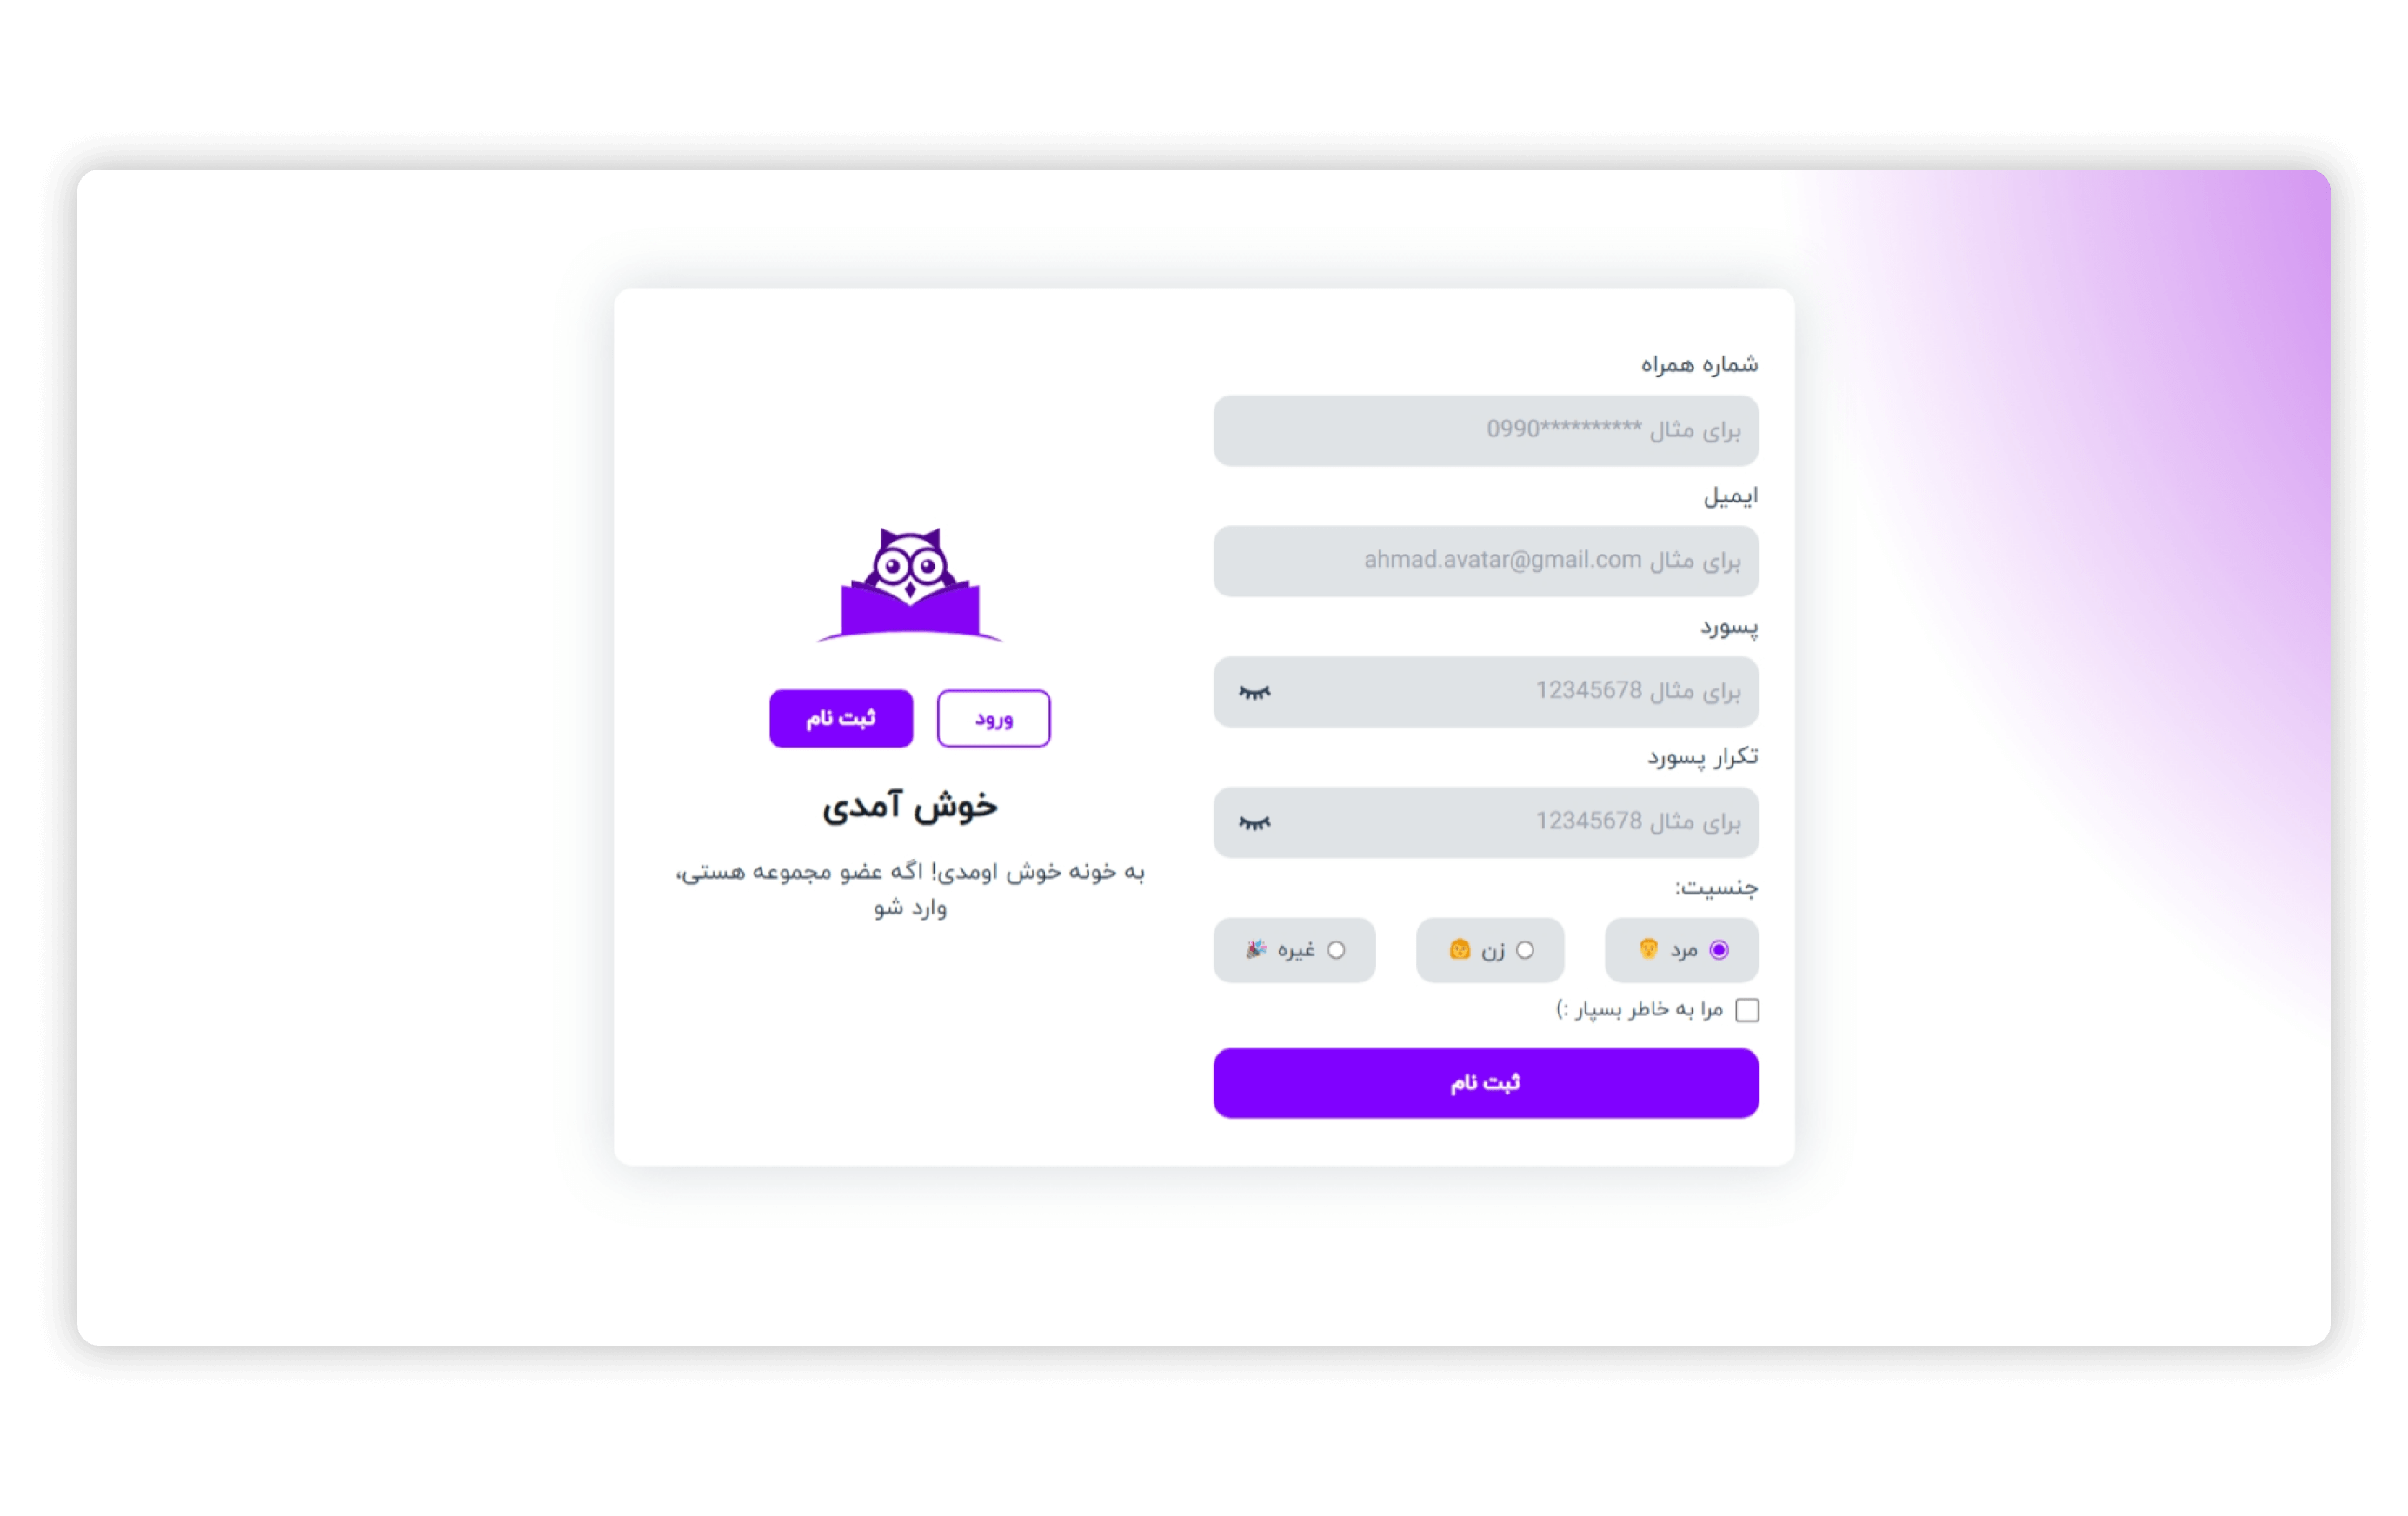 شماره همراه
برای مثال **********0990
ایمیل
برای مثال ahmad.avatar@gmail.com
پسورد
برای مثال 12345678
تکرار پسورد
برای مثال 12345678
جنسیت:
مرد 👨 زن 👩 غیره 🎉
مرا به خاطر بسپار :)
ثبت نام
ورود ثبت نام
خوش آمدی
به خونه خوش اومدی! اگه عضو مجموعه هستی،
وارد شو